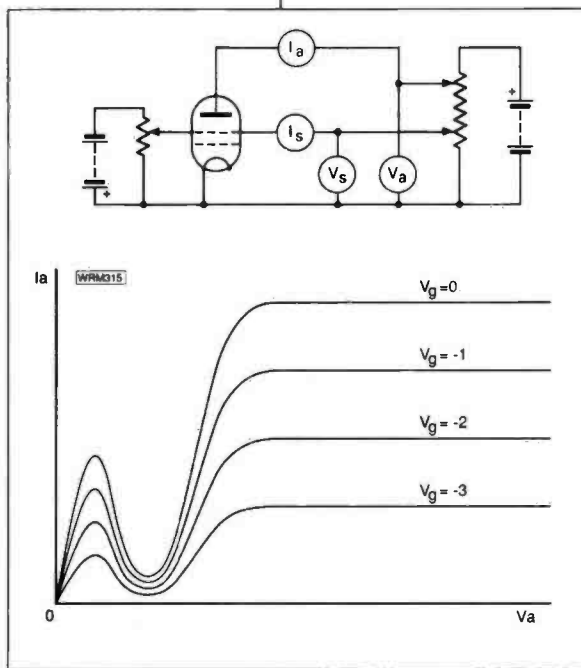 Ia
+
Is
Vs
Va
+
Ia
WRM315
Vg=0
Vg=-1
Vg=-2
Vg=-3
0
Va